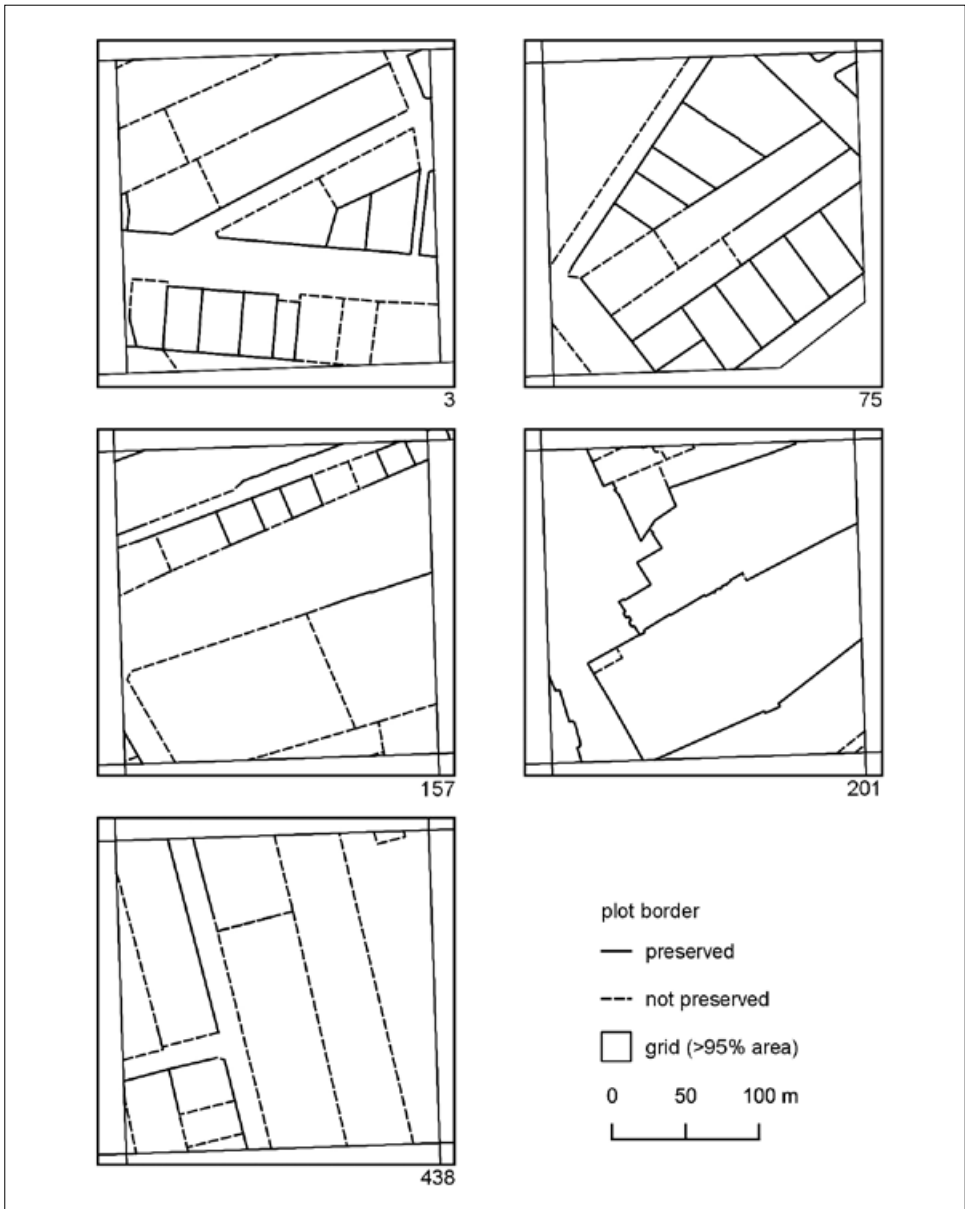 3
75
157
201
438
plot border
preserved
not preserved
grid (>95% area)
0 50 100 m